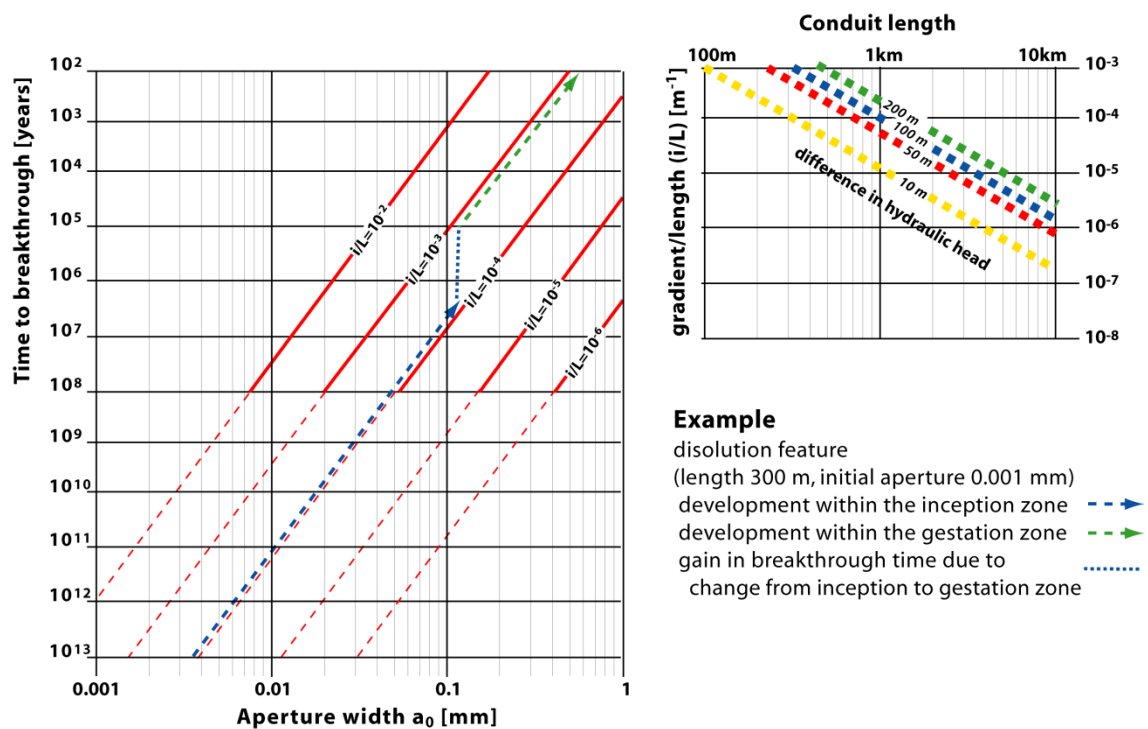 Time to breakthrough [years]
10²
10³
10⁴
10⁵
10⁶
10⁷
10⁸
10⁹
10¹⁰
10¹¹
10¹²
10¹³
i/L=10⁻²
i/L=10⁻³
i/L=10⁻⁴
i/L=10⁻⁵
i/L=10⁻⁶
0.001
0.01
0.1
1
Aperture width a₀ [mm]
Conduit length
100m
1km
10km
gradient/length (i/L) [m⁻¹]
10⁻³
10⁻⁴
10⁻⁵
10⁻⁶
10⁻⁷
10⁻⁸
200 m
100 m
50 m
10 m
difference in hydraulic head
Example
disolution feature
(length 300 m, initial aperture 0.001 mm)
development within the inception zone
development within the gestation zone
gain in breakthrough time due to
change from inception to gestation zone